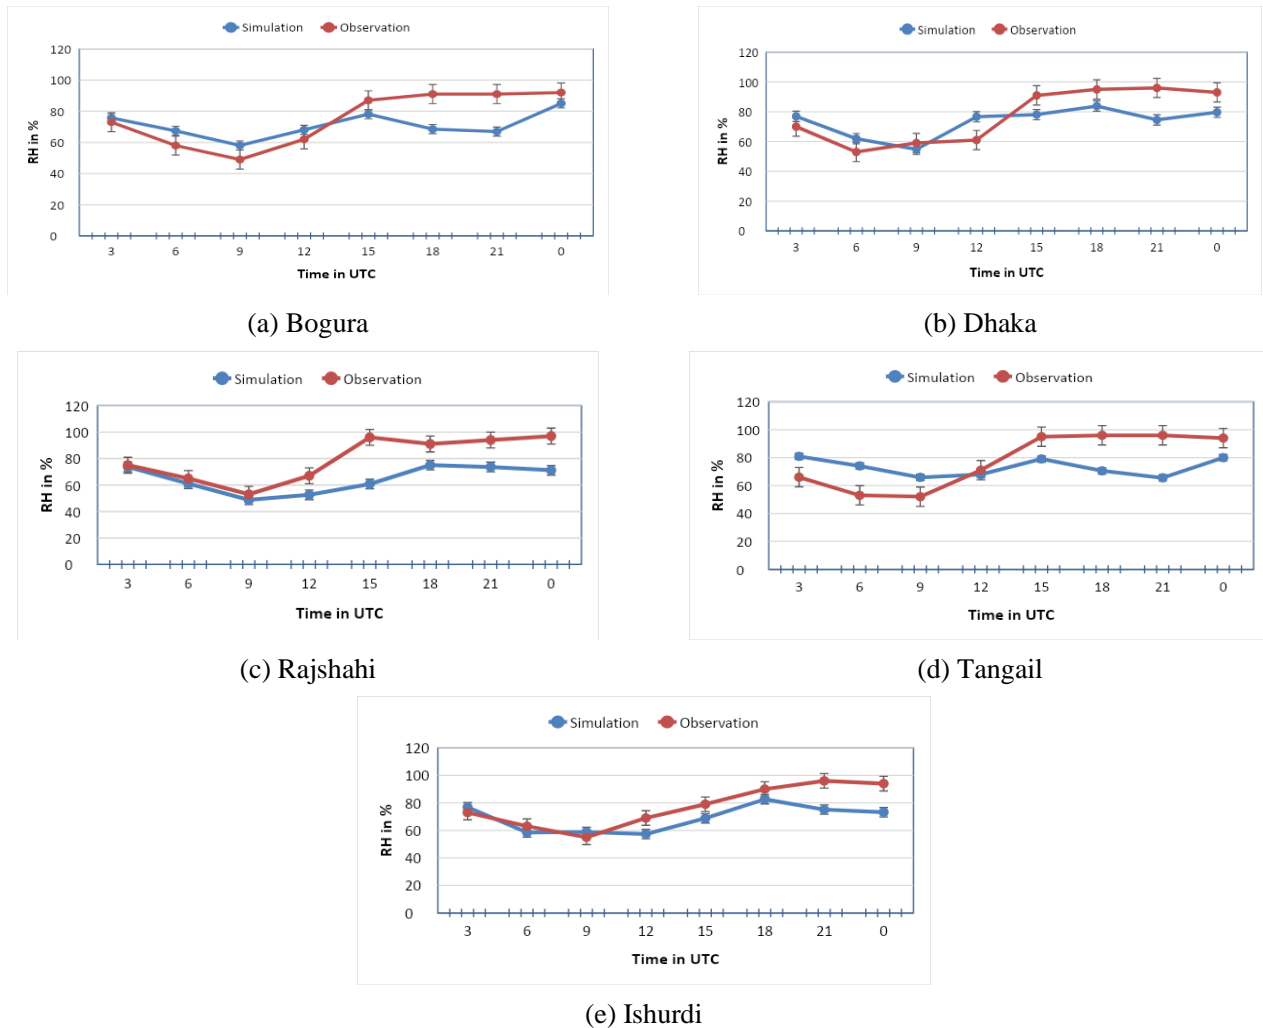 Simulation Observation
120
100
80
60
40
20
0
RH in %
3 6 9 12 15 18 21 0
Time in UTC
(a) Bogura
Simulation Observation
120
100
80
60
40
20
0
RH in %
3 6 9 12 15 18 21 0
Time in UTC
(b) Dhaka
Simulation Observation
120
100
80
60
40
20
0
RH in %
3 6 9 12 15 18 21 0
Time in UTC
(c) Rajshahi
Simulation Observation
120
100
80
60
40
20
0
RH in %
3 6 9 12 15 18 21 0
Time in UTC
(d) Tangail
Simulation Observation
120
100
80
60
40
20
0
RH in %
3 6 9 12 15 18 21 0
Time in UTC
(e) Ishurdi